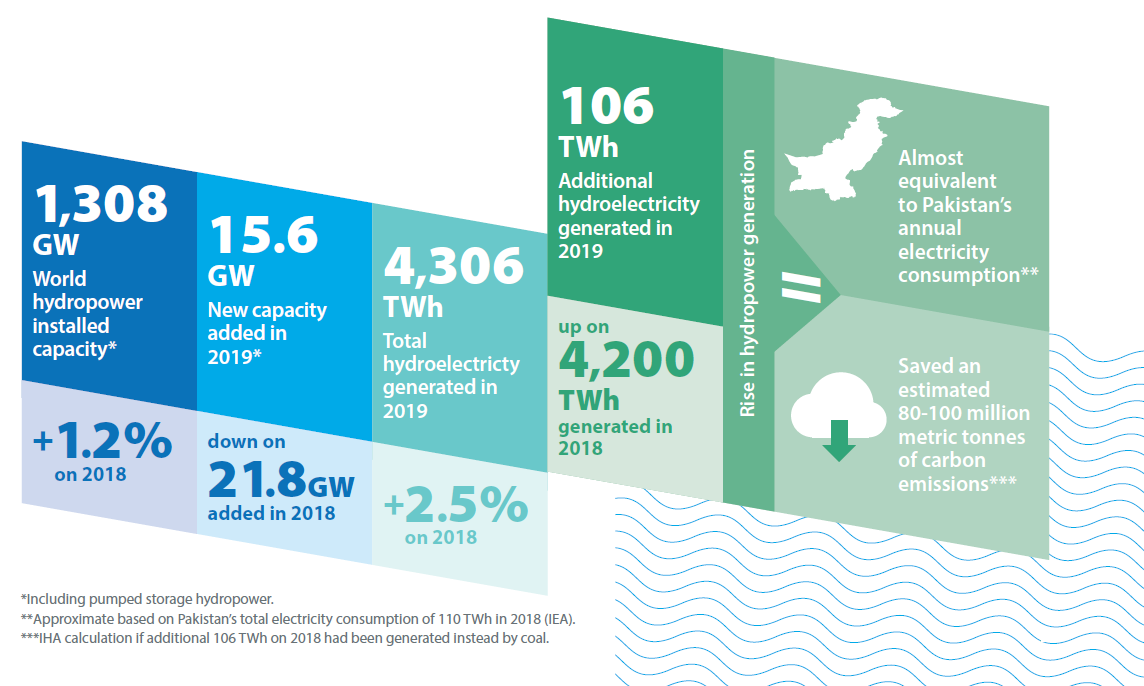 1,308
GW
World
hydropower
installed
capacity*
+1.2%
on 2018
15.6
GW
New capacity
added in
2019*
down on
21.8GW
added in 2018
4,306
TWh
Total
hydroelectricty
generated in
2019
+2.5%
on 2018
106
TWh
Additional
hydroelectricity
generated in
2019
up on
4,200
TWh
generated in
2018
Rise in hydropower generation
=
Almost
equivalent
to Pakistan’s
annual
electricity
consumption**
Saved an
estimated
80-100 million
metric tonnes
of carbon
emissions***
*Including pumped storage hydropower.
**Approximate based on Pakistan’s total electricity consumption of 110 TWh in 2018 (IEA).
***IHA calculation if additional 106 TWh on 2018 had been generated instead by coal.